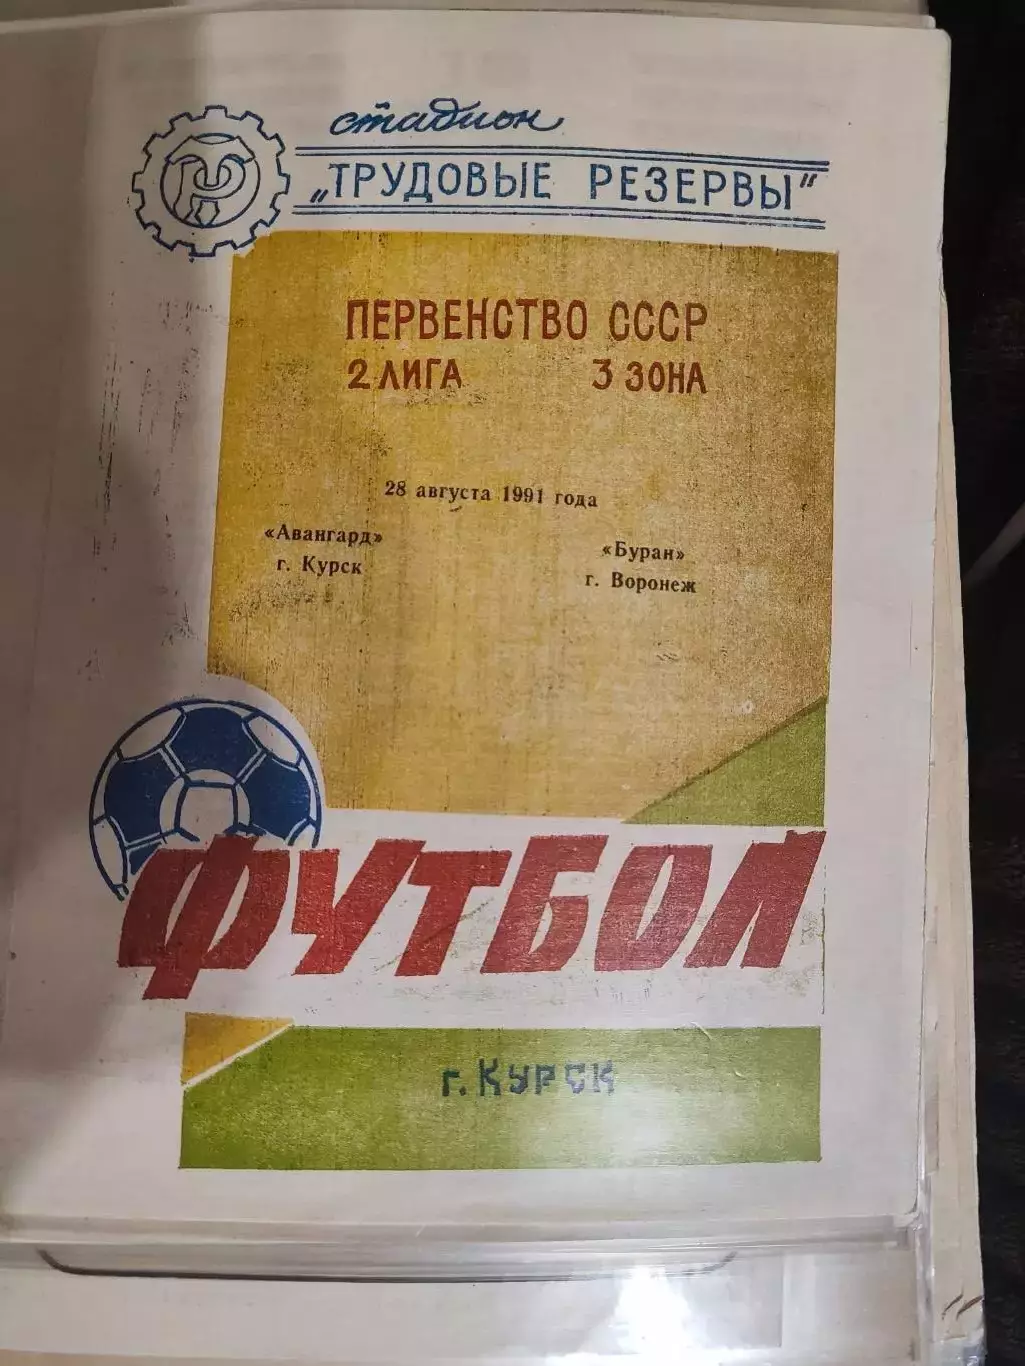 стадион
„ТРУДОВЫЕ РЕЗЕРВЫ"
ПЕРВЕНСТВО СССР
2 ЛИГА 3 ЗОНА
28 августа 1991 года
«Авангард» «Буран»
г. Курск г. Воронеж
ФУТБОЛ
г. Курск